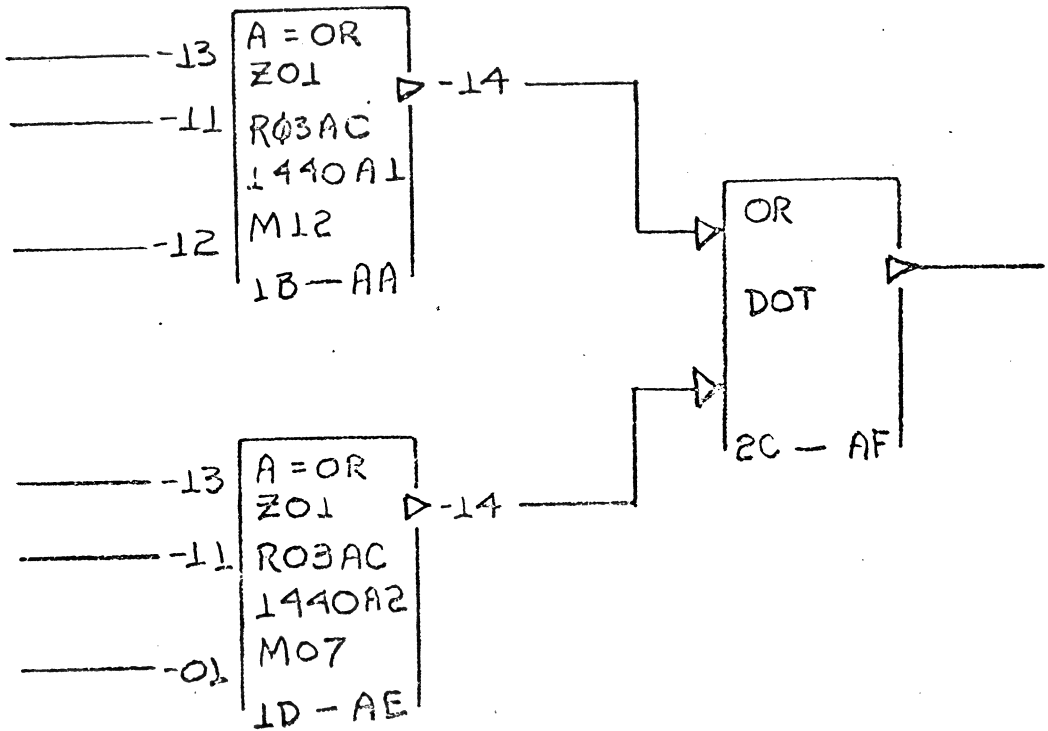 -13
-11
-12
A = OR
Z01
RØ3AC
1440A1
M12
1B — AA
-14
OR
DOT
2C — AF
-13
-11
-01
A = OR
Z01
R03AC
1440A2
M07
1D - AE
-14